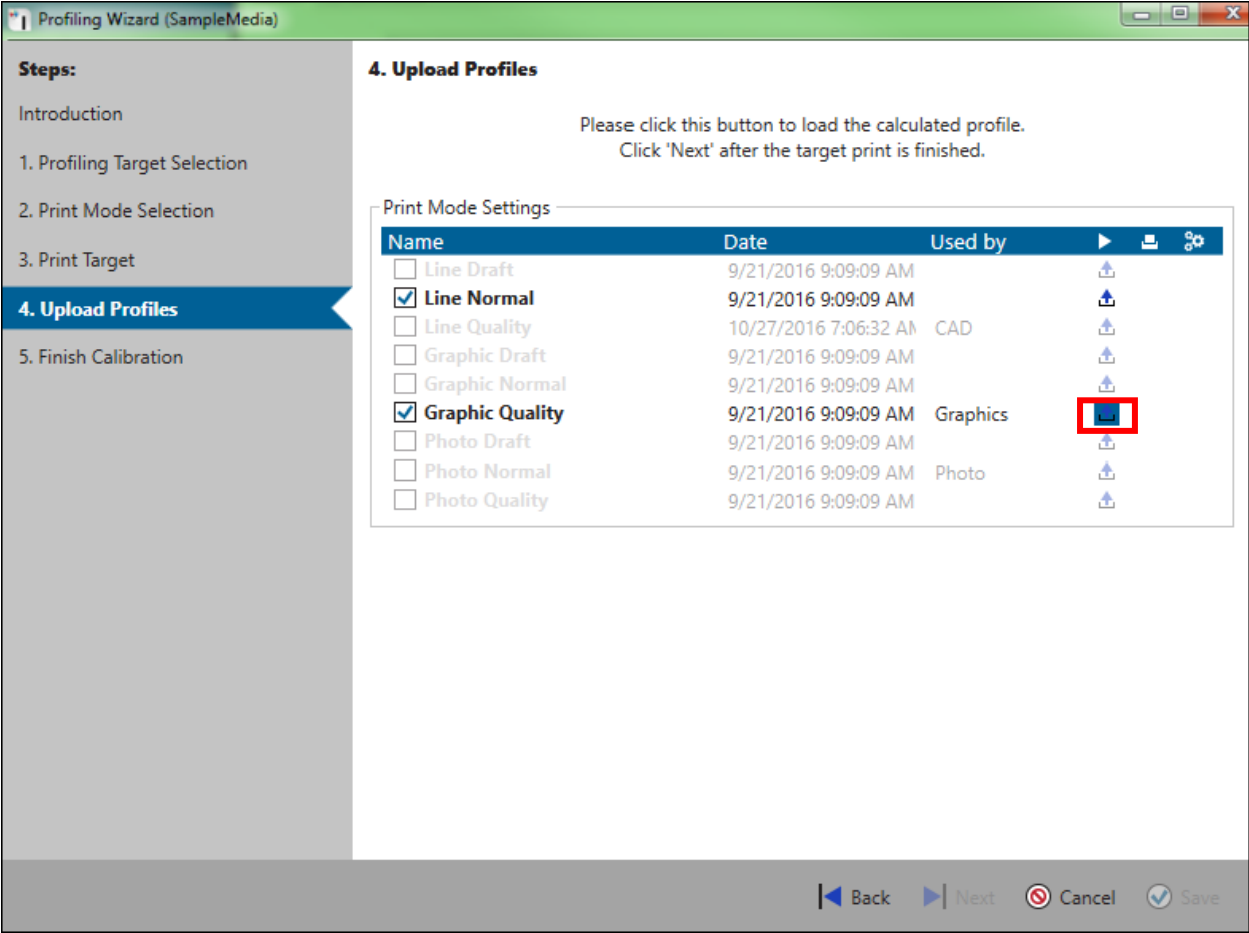 Profiling Wizard (SampleMedia)
Steps:
Introduction
1. Profiling Target Selection
2. Print Mode Selection
3. Print Target
4. Upload Profiles
5. Finish Calibration
4. Upload Profiles
Please click this button to load the calculated profile.
Click 'Next' after the target print is finished.
Print Mode Settings
Name Date Used by
Line Draft 9/21/2016 9:09:09 AM
Line Normal 9/21/2016 9:09:09 AM
Line Quality 10/27/2016 7:06:32 AM CAD
Graphic Draft 9/21/2016 9:09:09 AM
Graphic Normal 9/21/2016 9:09:09 AM
Graphic Quality 9/21/2016 9:09:09 AM Graphics
Photo Draft 9/21/2016 9:09:09 AM
Photo Normal 9/21/2016 9:09:09 AM Photo
Photo Quality 9/21/2016 9:09:09 AM
Back Next Cancel Save